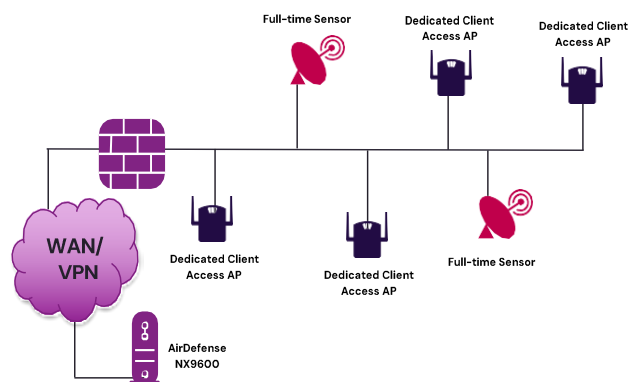 Full-time Sensor
Dedicated Client
Access AP
Dedicated Client
Access AP
Dedicated Client
Access AP
Dedicated Client
Access AP
Full-time Sensor
WAN/
VPN
AirDefense
NX9600